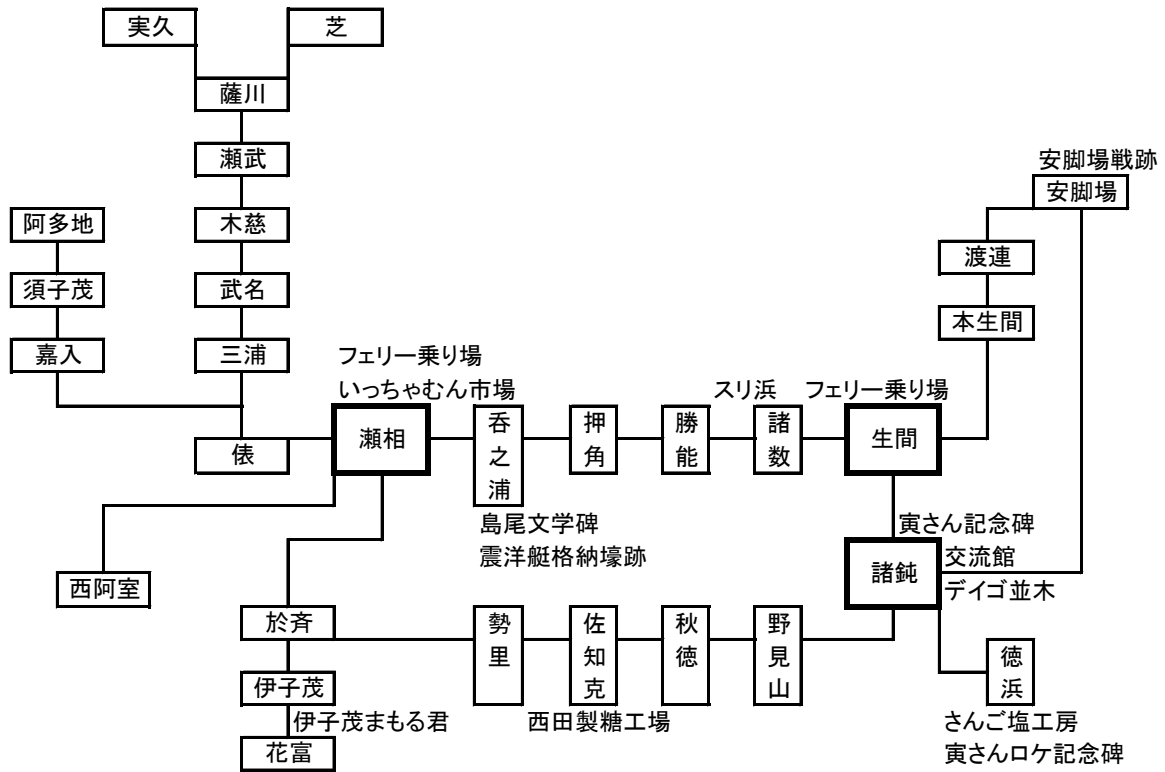 実久
芝
薩川
瀬武
安脚場戦跡
安脚場
阿多地
木慈
渡連
須子茂
武名
本生間
嘉入
三浦
フェリー乗り場
いっちゃむん市場
スリ浜
フェリー乗り場
俵
瀬相
呑之浦
押角
勝能
諸数
生間
島尾文学碑
震洋艇格納壕跡
寅さん記念碑
西阿室
諸鈍
交流館
デイゴ並木
於斉
勢里
佐知克
秋徳
野見山
徳浜
伊子茂
伊子茂まもる君
西田製糖工場
さんご塩工房
寅さんロケ記念碑
花富